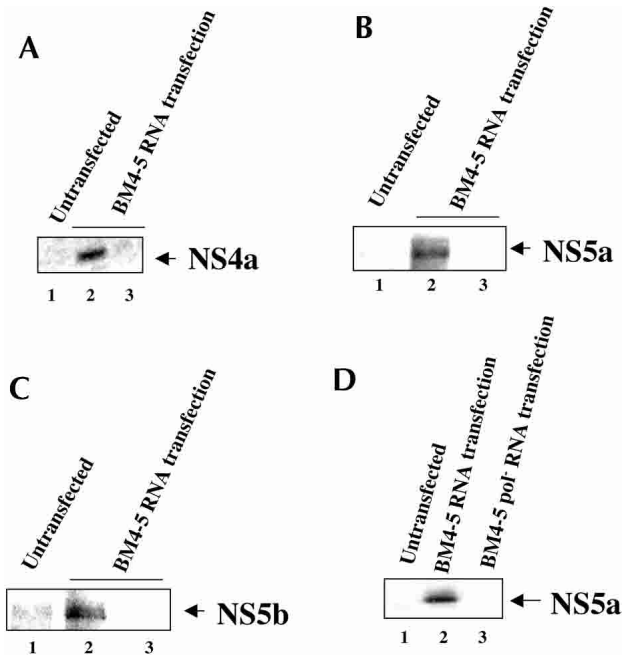 A
Untransfected
BM4-5 RNA transfection
NS4a
1 2 3
B
Untransfected
BM4-5 RNA transfection
NS5a
1 2 3
C
Untransfected
BM4-5 RNA transfection
NS5b
1 2 3
D
Untransfected
BM4-5 RNA transfection
BM4-5 pol⁻ RNA transfection
NS5a
1 2 3